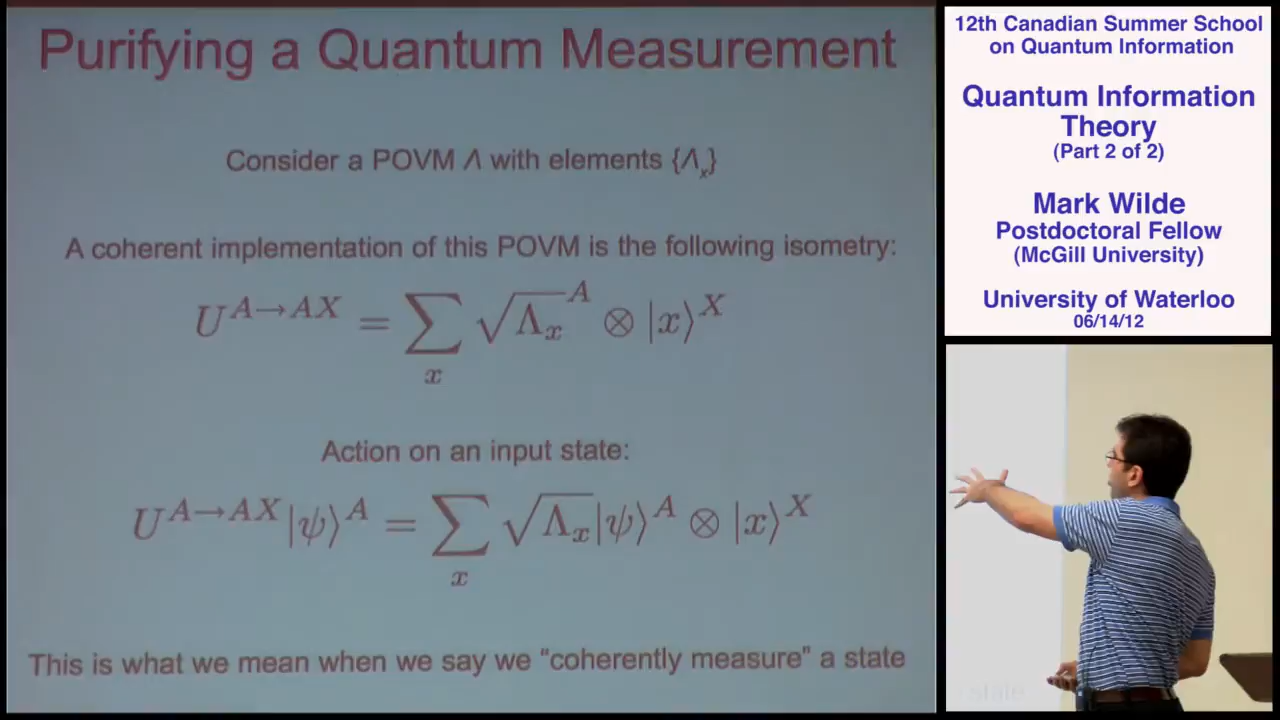 Purifying a Quantum Measurement
Consider a POVM Λ with elements {Λₓ}
A coherent implementation of this POVM is the following isometry:
U^{A→AX} = ∑_x √Λ_x^A ⊗ |x⟩^X
Action on an input state:
U^{A→AX}|ψ⟩^A = ∑_x √Λ_x|ψ⟩^A ⊗ |x⟩^X
This is what we mean when we say we "coherently measure" a state
12th Canadian Summer School
on Quantum Information
Quantum Information
Theory
(Part 2 of 2)
Mark Wilde
Postdoctoral Fellow
(McGill University)
University of Waterloo
06/14/12
state